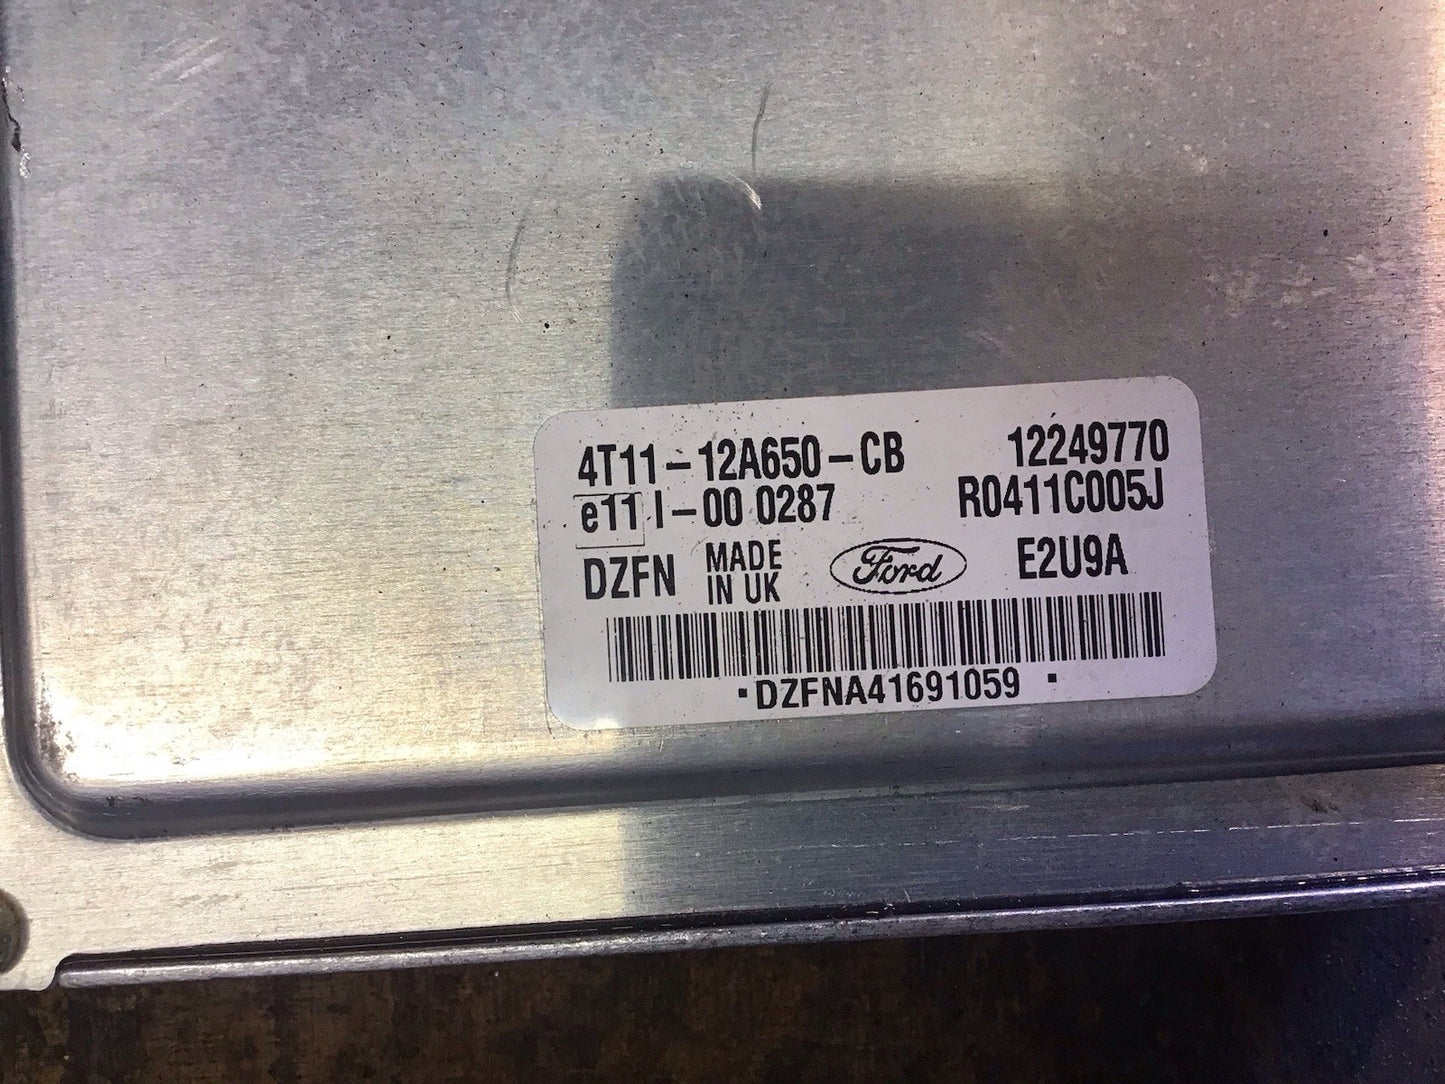 4T11-12A650-CB 12249770
e11 I-00 0287 R0411C005J
DZFN MADE IN UK Ford E2U9A
·DZFNA41691059 ·